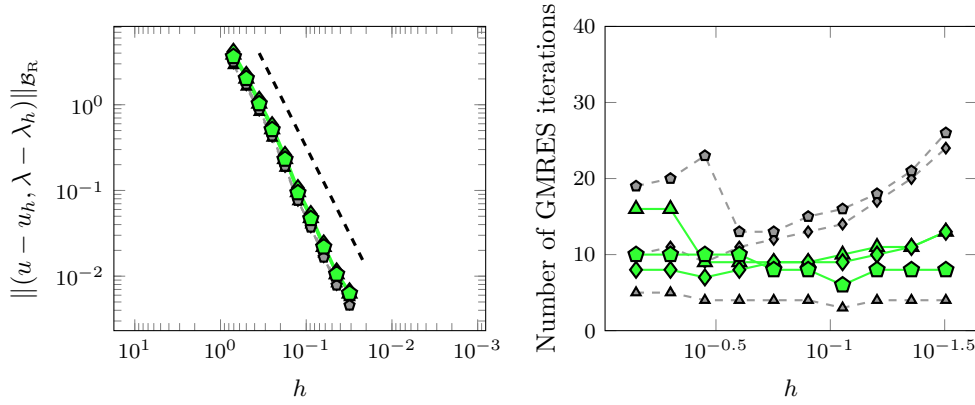 ||(u − u_h, λ − λ_h)||_{𝓑_R}
10^0
10^{−1}
10^{−2}
10^1 10^0 10^{−1} 10^{−2} 10^{−3}
h
Number of GMRES iterations
40
30
20
10
0
10^{−0.5} 10^{−1} 10^{−1.5}
h